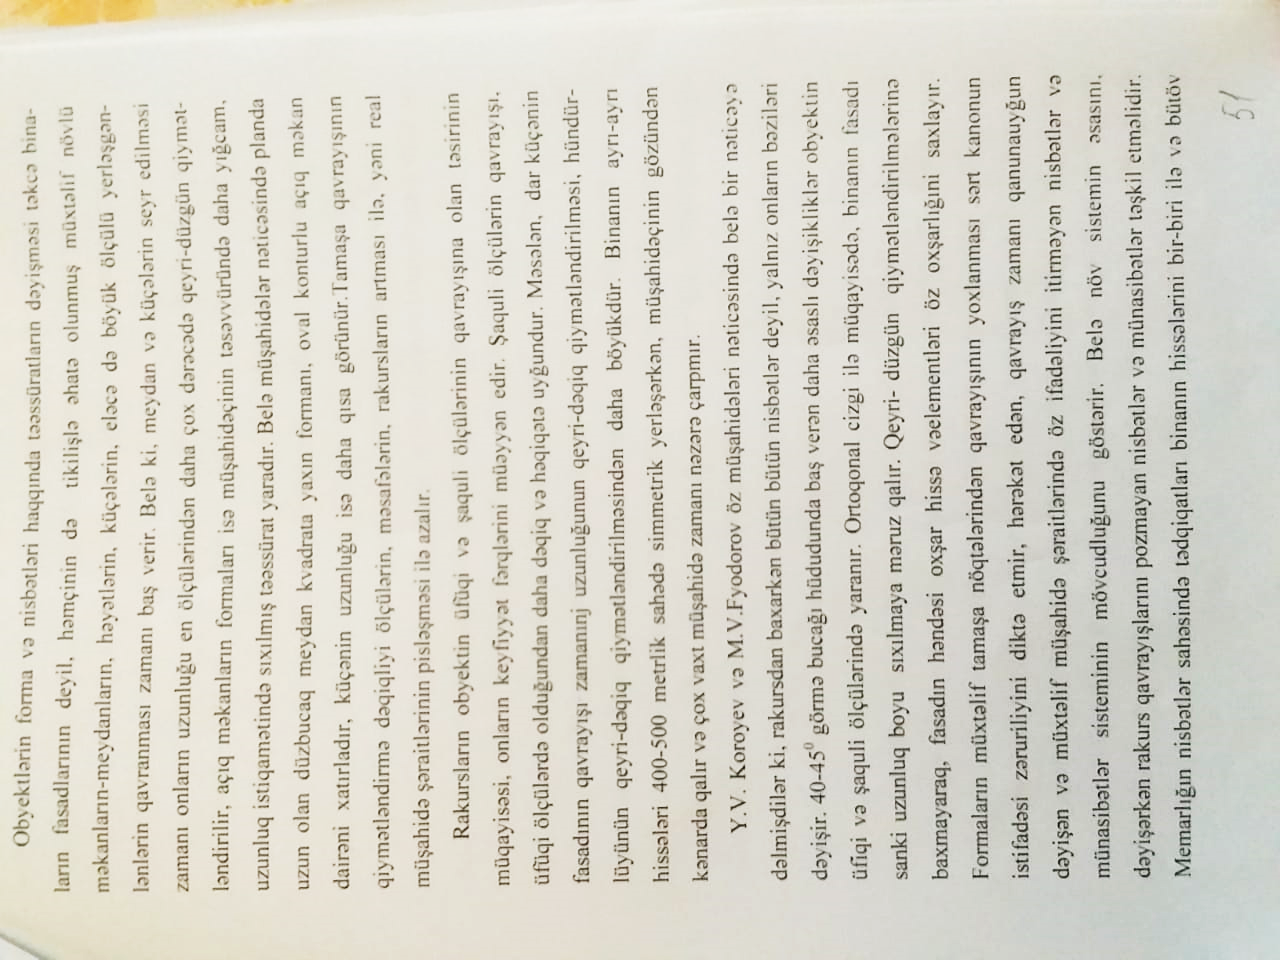 Obyektlərin forma və nisbətləri haqqında təəssüratların dəyişməsi təkcə bina-
ların fasadlarının deyil, həmçinin də tikilişlə əhatə olunmuş müxtəlif növlü
məkanların-meydanların, həyətlərin, küçələrin, eləcə də böyük ölçülü yerləşgən-
lənlərin qavranması zamanı baş verir. Belə ki, meydan və küçələrin seyr edilməsi
zamanı onların uzunluğu en ölçülərindən daha çox dərəcədə qeyri-düzgün qiymət-
ləndirilir, açıq məkanların formaları isə müşahidəçinin təsəvvüründə daha yığcam,
uzunluq istiqamətində sıxılmış təəssürat yaradır. Belə müşahidələr nəticəsində planda
uzun olan düzbucaq meydan kvadrata yaxın formanı, oval konturlu açıq məkan
dairəni xatırladır, küçənin uzunluğu isə daha qısa görünür.Tamaşa qavrayışının
qiymətləndirmə dəqiqliyi ölçülərin, məsafələrin, rakursların artması ilə, yəni real
müşahidə şəraitlərinin pisləşməsi ilə azalır.
Rakursların obyektin üfüqi və şaquli ölçülərinin qavrayışına olan təsirinin
müqayisəsi, onların keyfiyyət fərqlərini müəyyən edir. Şaquli ölçülərin qavrayışı,
üfüqi ölçülərdə olduğundan daha dəqiq və həqiqətə uyğundur. Məsələn, dar küçənin
fasadının qavrayışı zamanınj uzunluğunun qeyri-dəqiq qiymətləndirilməsi, hündür-
lüyünün qeyri-dəqiq qiymətləndirilməsindən daha böyükdür. Binanın ayrı-ayrı
hissələri 400-500 metrlik sahədə simmetrik yerləşərkən, müşahidəçinin gözündən
kənarda qalır və çox vaxt müşahidə zamanı nəzərə çarpmır.
Y.V. Koroyev və M.V.Fyodorov öz müşahidələri nəticəsində belə bir nəticəyə
dəlmişdilər ki, rakursdan baxarkən bütün bütün nisbətlər deyil, yalnız onların bəziləri
dəyişir. 40-45⁰ görmə bucağı hüdudunda baş verən daha əsaslı dəyişikliklər obyektin
üfiqi və şaquli ölçülərində yaranır. Ortoqonal cizgi ilə müqayisədə, binanın fasadı
sanki uzunluq boyu sıxılmaya məruz qalır. Qeyri- düzgün qiymətləndirilmələrinə
baxmayaraq, fasadın həndəsi oxşar hissə vəelementləri öz oxşarlığını saxlayır.
Formaların müxtəlif tamaşa nöqtələrindən qavrayışının yoxlanması sərt kanonun
istifadəsi zəruriliyini diktə etmir, hərəkət edən, qavrayış zamanı qanunauyğun
dəyişən və müxtəlif müşahidə şəraitlərində öz ifadəliyini itirməyən nisbətlər və
münasibətlər sisteminin mövcudluğunu göstərir. Belə növ sistemin əsasını,
dəyişərkən rakurs qavrayışlarını pozmayan nisbətlər və münasibətlər təşkil etməlidir.
Memarlığın nisbətlər sahəsində tədqiqatları binanın hissələrini bir-biri ilə və bütöv
51